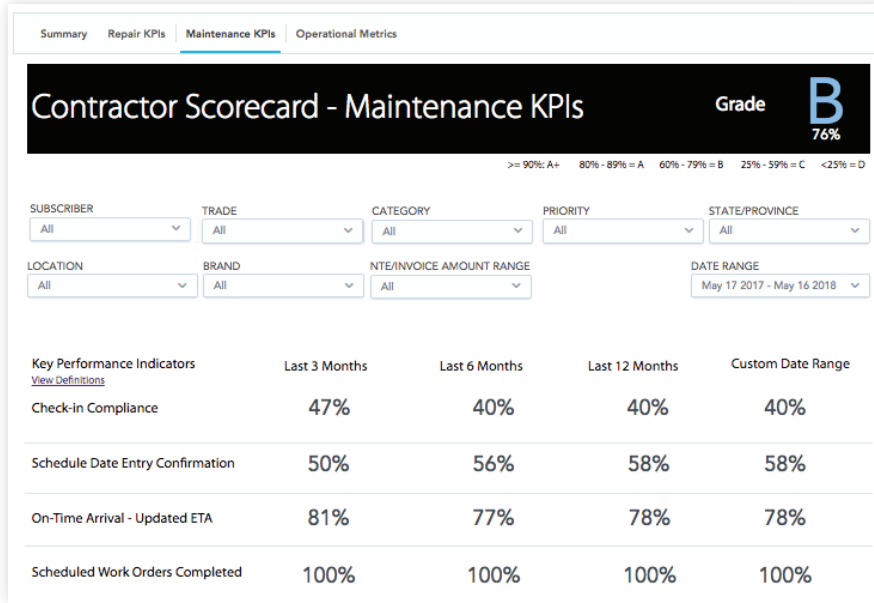 Summary Repair KPIs Maintenance KPIs Operational Metrics
Contractor Scorecard - Maintenance KPIs Grade B
76%
>= 90%: A+ 80% - 89% = A 60% - 79% = B 25% - 59% = C <25% = D
SUBSCRIBER TRADE CATEGORY PRIORITY STATE/PROVINCE
All All All All All
LOCATION BRAND NTE/INVOICE AMOUNT RANGE DATE RANGE
All All All May 17 2017 - May 16 2018
Key Performance Indicators Last 3 Months Last 6 Months Last 12 Months Custom Date Range
View Definitions
Check-in Compliance 47% 40% 40% 40%
Schedule Date Entry Confirmation 50% 56% 58% 58%
On-Time Arrival - Updated ETA 81% 77% 78% 78%
Scheduled Work Orders Completed 100% 100% 100% 100%